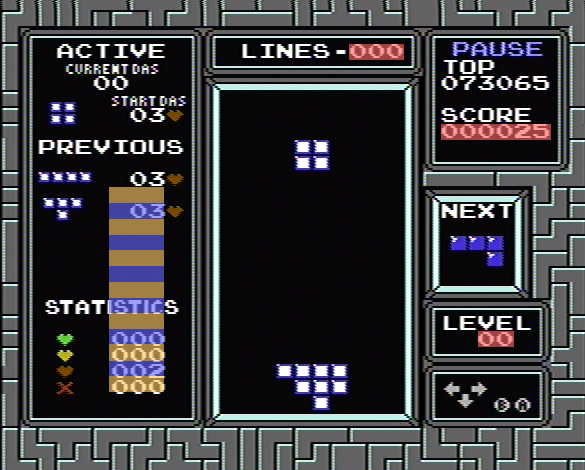 ACTIVE
CURRENT DAS
00
START DAS
03
PREVIOUS
03
03
STATISTICS
000
000
002
000
LINES-000
PAUSE
TOP
073065
SCORE
000025
NEXT
LEVEL
00
B A